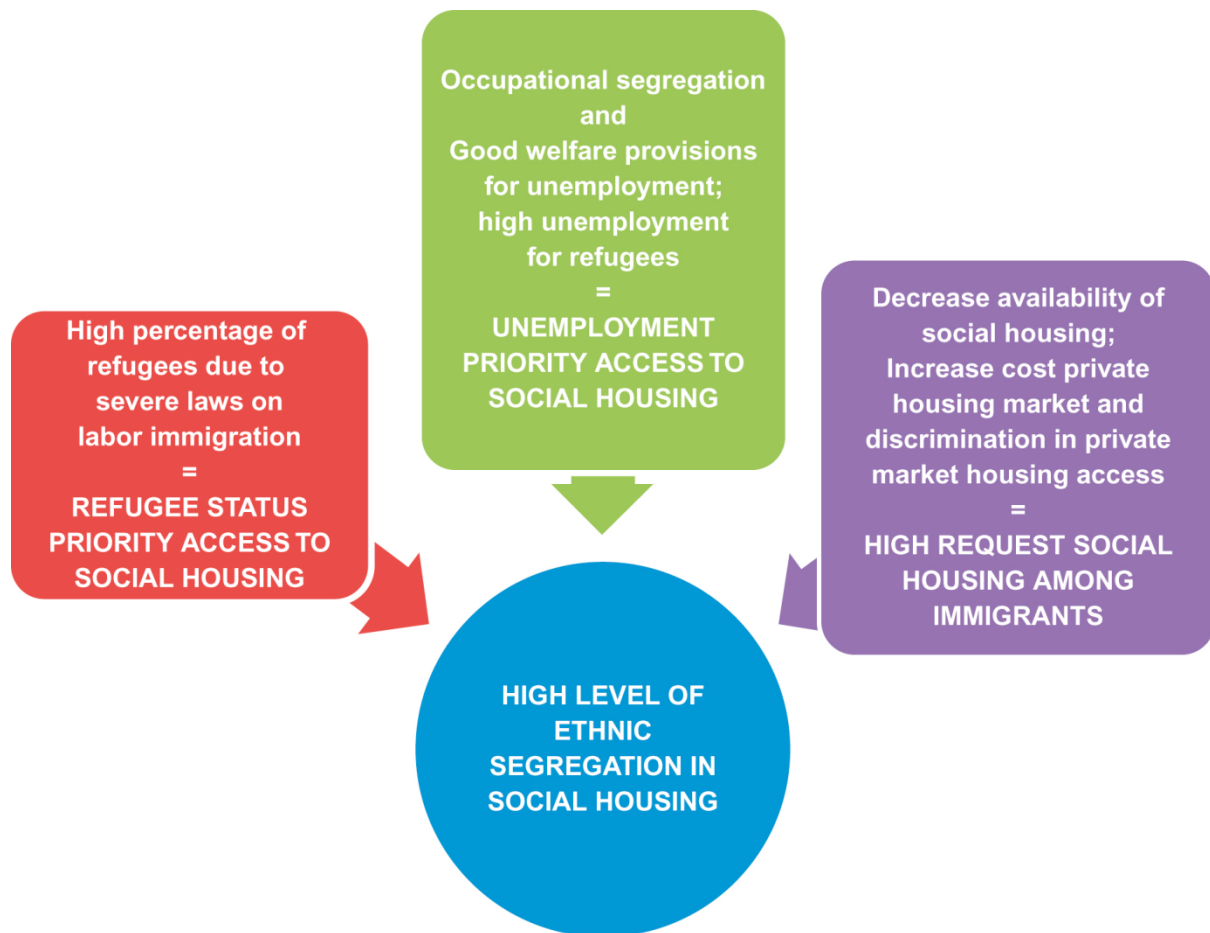 Occupational segregation
and
Good welfare provisions
for unemployment;
high unemployment
for refugees
=
UNEMPLOYMENT
PRIORITY ACCESS TO
SOCIAL HOUSING
High percentage of
refugees due to
severe laws on
labor immigration
=
REFUGEE STATUS
PRIORITY ACCESS TO
SOCIAL HOUSING
Decrease availability of
social housing;
Increase cost private
housing market and
discrimination in private
market housing access
=
HIGH REQUEST SOCIAL
HOUSING AMONG
IMMIGRANTS
HIGH LEVEL OF
ETHNIC
SEGREGATION IN
SOCIAL HOUSING